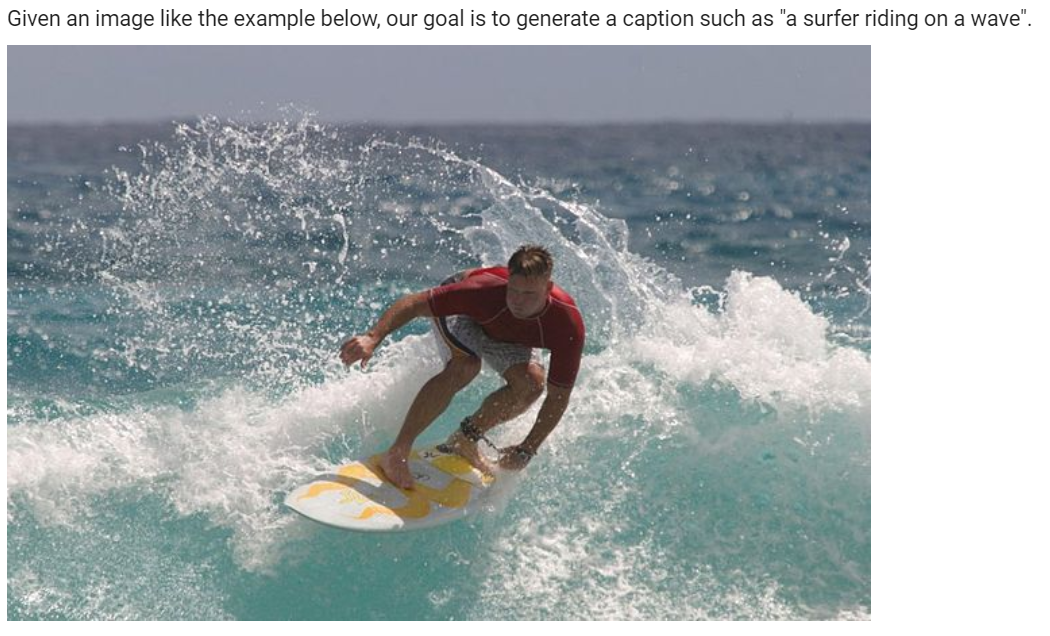 Given an image like the example below, our goal is to generate a caption such as "a surfer riding on a wave".